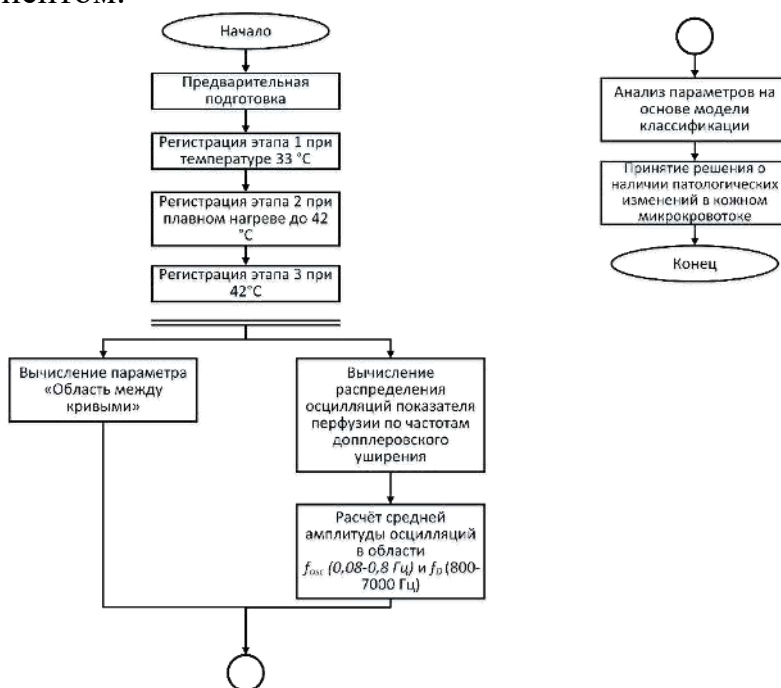 Начало
Предварительная
подготовка
Регистрация этапа 1 при
температуре 33 °C
Регистрация этапа 2 при
плавном нагреве до 42
°C
Регистрация этапа 3 при
42°C
Вычисление параметра
«Область между
кривыми»
Вычисление
распределения
осцилляций показателя
перфузии по частотам
допплеровского
уширения
Расчёт средней
амплитуды осцилляций
в области
fosc (0,08-0,8 Гц) и fD (800-
7000 Гц)
Анализ параметров на
основе модели
классификации
Принятие решения о
наличии патологических
изменений в кожном
микрокровотоке
Конец